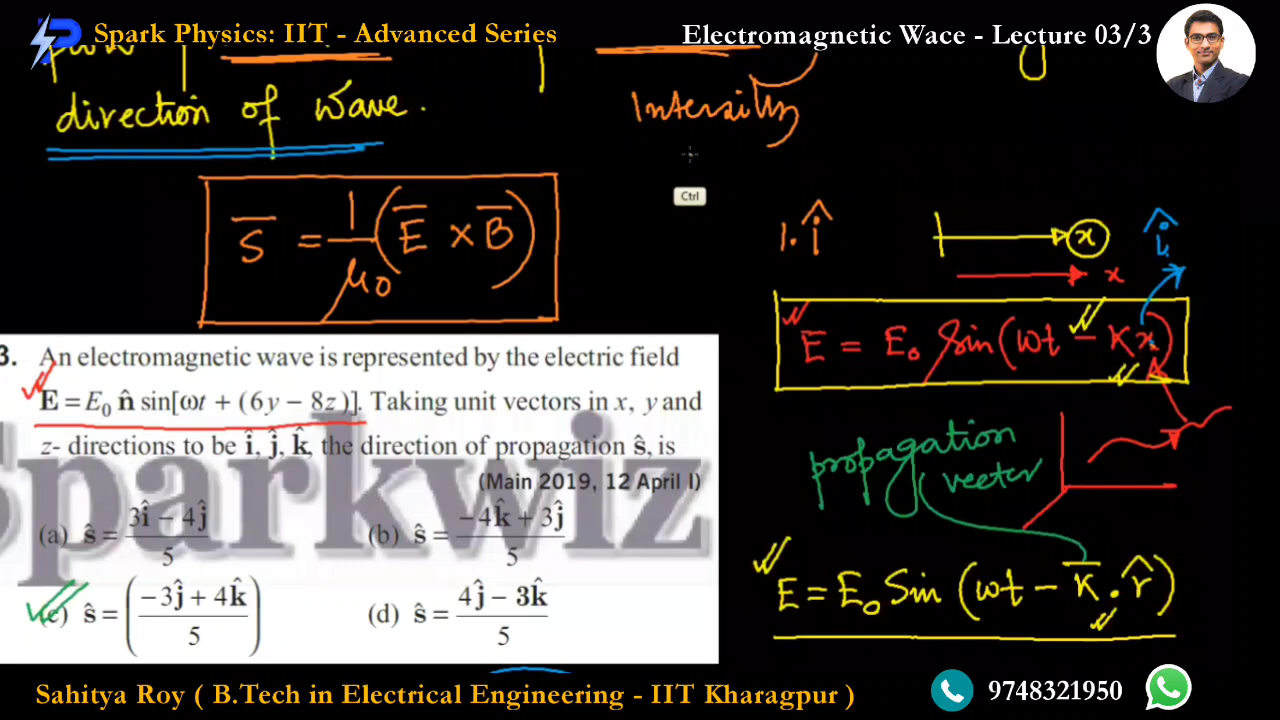 Spark Physics: IIT - Advanced Series
Electromagnetic Wace - Lecture 03/3
direction of wave.
Intensity
Ctrl
S̄ = 1/μ0 (Ē × B̄)
1. î
x
î
x
Ē = E₀ Sin(ωt - Kx)
3. An electromagnetic wave is represented by the electric field
E = E₀ n̂ sin[ωt + (6y − 8z)]. Taking unit vectors in x, y and
z- directions to be î, ĵ, k̂, the direction of propagation ŝ, is
(Main 2019, 12 April I)
(a) ŝ = (3î − 4ĵ)/5
(b) ŝ = (−4k̂ + 3ĵ)/5
(c) ŝ = ((−3ĵ + 4k̂)/5)
(d) ŝ = (4ĵ − 3k̂)/5
Sparkwiz
propagation
vector
E = E₀ Sin (ωt - K̄ . r̂)
Sahitya Roy ( B.Tech in Electrical Engineering - IIT Kharagpur )
9748321950